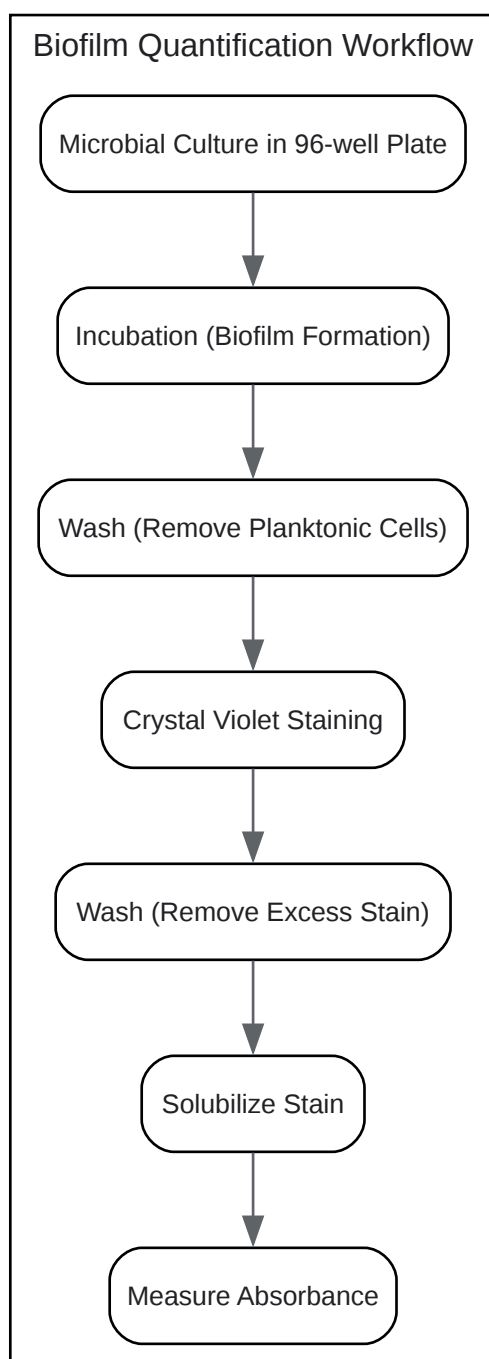 Biofilm Quantification Workflow
Microbial Culture in 96-well Plate
Incubation (Biofilm Formation)
Wash (Remove Planktonic Cells)
Crystal Violet Staining
Wash (Remove Excess Stain)
Solubilize Stain
Measure Absorbance